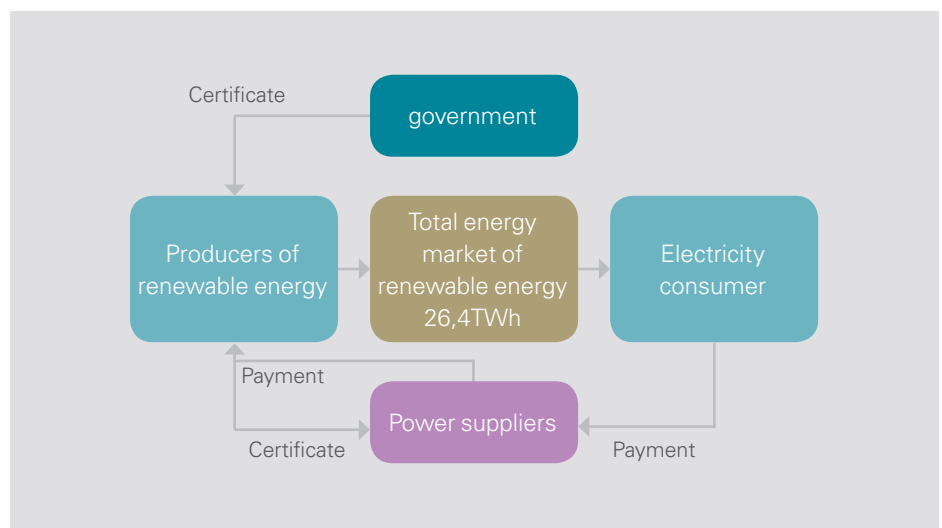 Certificate
government
Producers of
renewable energy
Total energy
market of
renewable energy
26,4TWh
Electricity
consumer
Payment
Power suppliers
Certificate
Payment